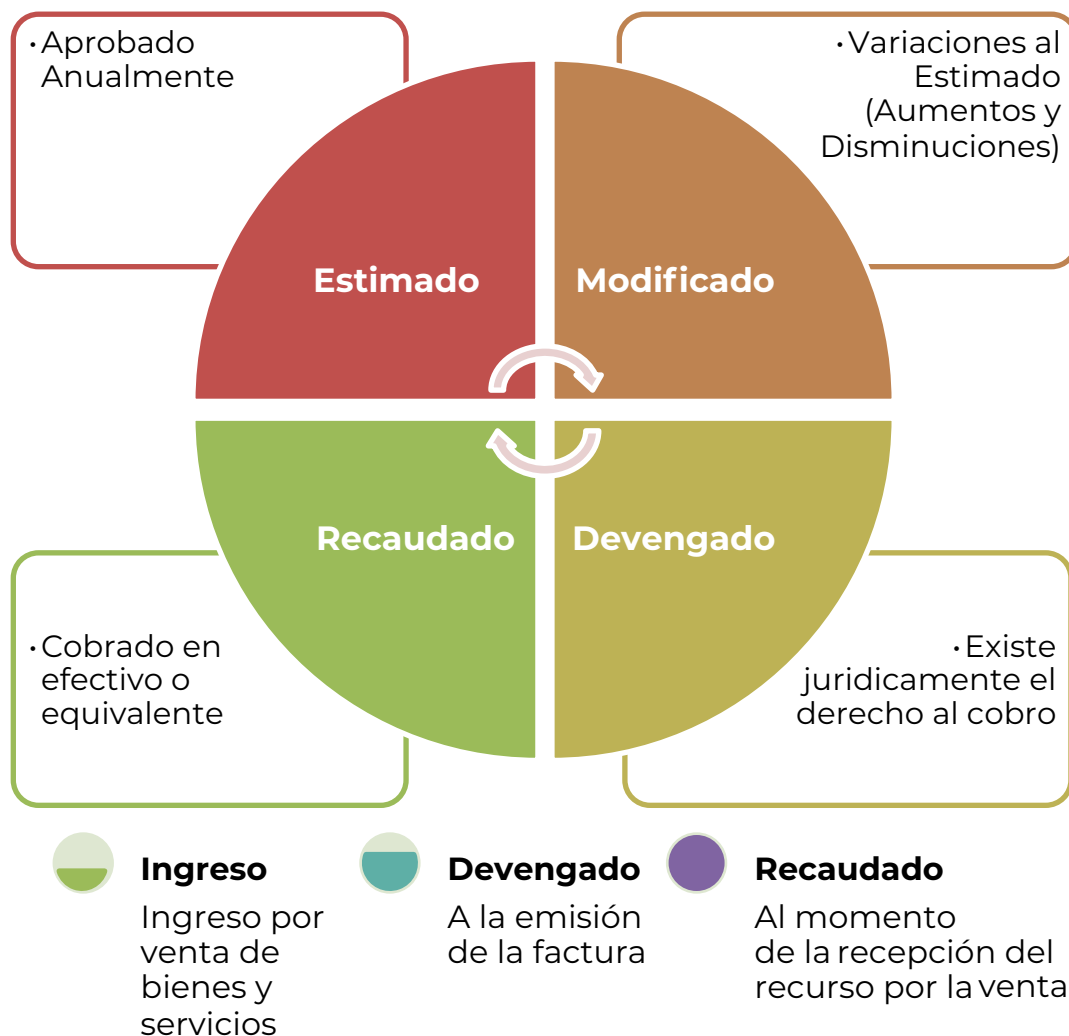 · Aprobado
Anualmente
· Variaciones al
Estimado
(Aumentos y
Disminuciones)
Estimado
Modificado
Recaudado
Devengado
· Cobrado en
efectivo o
equivalente
· Existe
juridicamente el
derecho al cobro
Ingreso
Ingreso por
venta de
bienes y
servicios
Devengado
A la emisión
de la factura
Recaudado
Al momento
de la recepción del
recurso por la venta